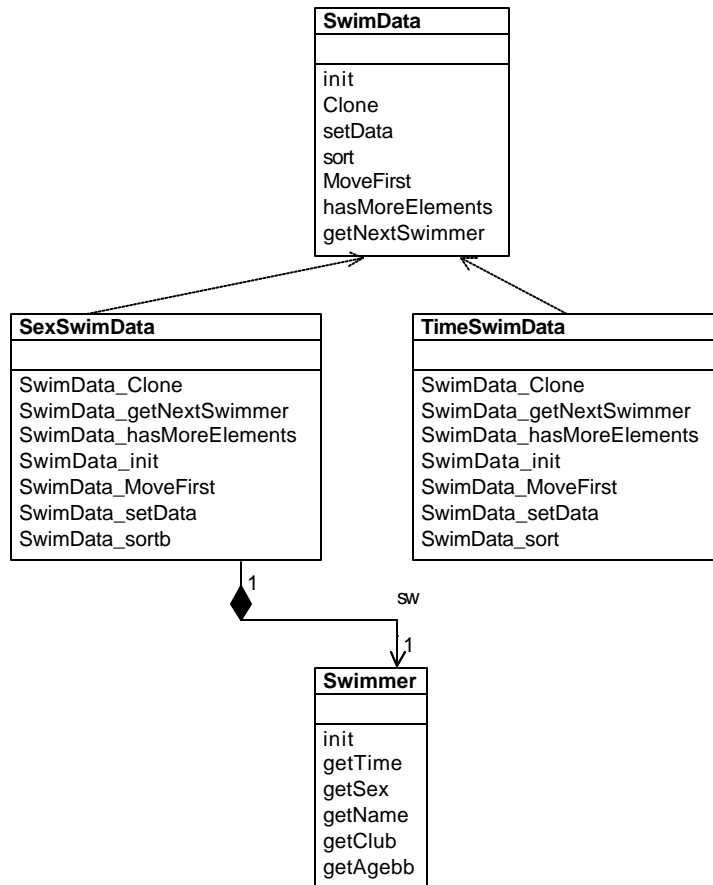 SwimData
init
Clone
setData
sort
MoveFirst
hasMoreElements
getNextSwimmer
SexSwimData
SwimData_Clone
SwimData_getNextSwimmer
SwimData_hasMoreElements
SwimData_init
SwimData_MoveFirst
SwimData_setData
SwimData_sortb
TimeSwimData
SwimData_Clone
SwimData_getNextSwimmer
SwimData_hasMoreElements
SwimData_init
SwimData_MoveFirst
SwimData_setData
SwimData_sort
1
sw
1
Swimmer
init
getTime
getSex
getName
getClub
getAgebb